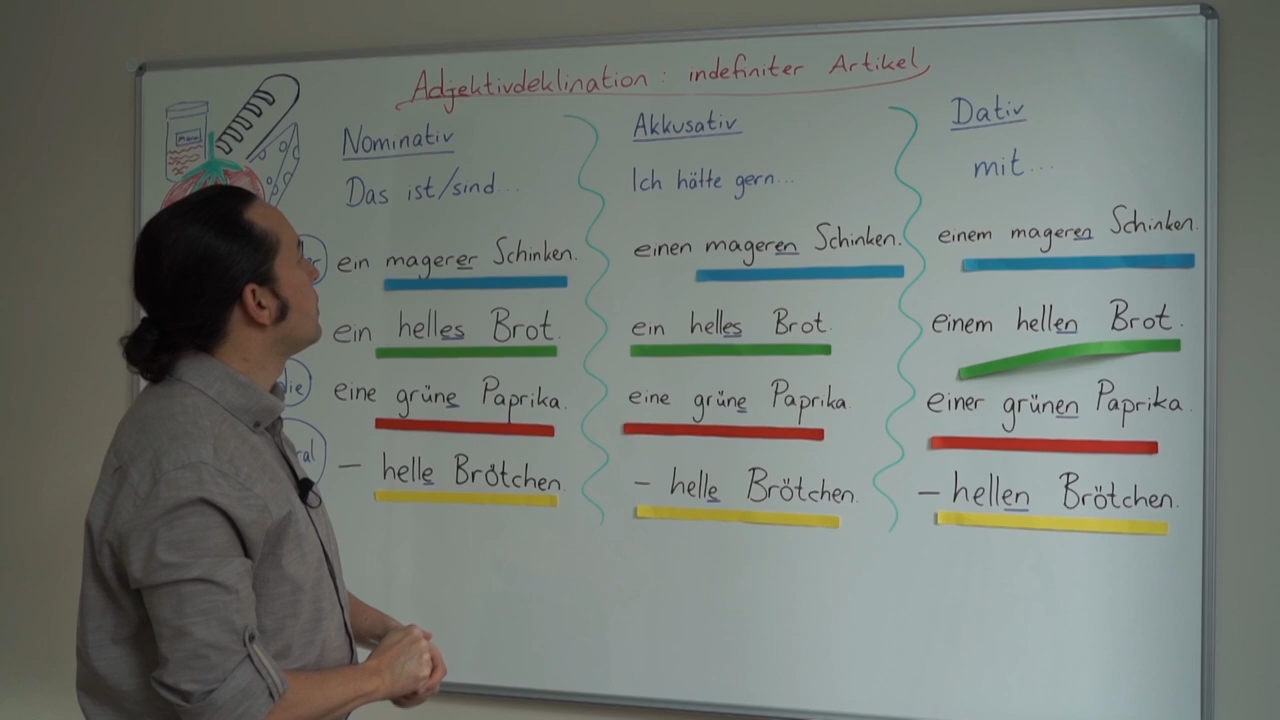 Adjektivdeklination: indefiniter Artikel
Nominativ
Das ist/sind...
ein magerer Schinken.
ein helles Brot.
eine grüne Paprika.
— helle Brötchen.
Akkusativ
Ich hätte gern...
einen mageren Schinken.
ein helles Brot.
eine grüne Paprika.
- helle Brötchen.
Dativ
mit...
einem mageren Schinken.
einem hellen Brot.
einer grünen Paprika.
— hellen Brötchen.